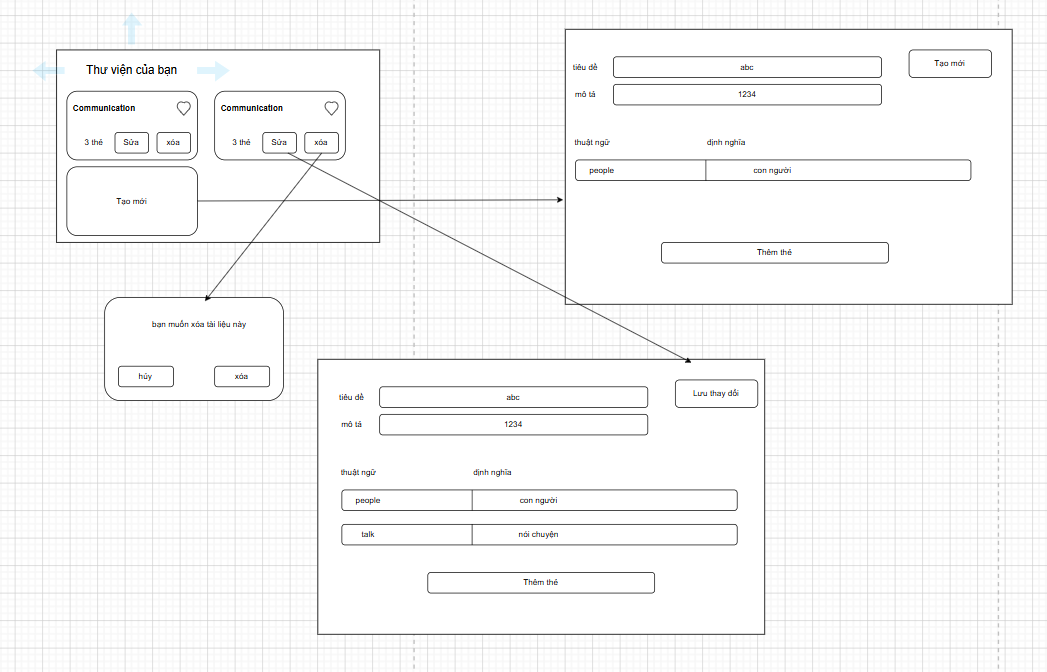 Thư viện của bạn
Communication
3 thẻ Sửa xóa
Communication
3 thẻ Sửa xóa
Tạo mới
bạn muốn xóa tài liệu này
hủy xóa
tiêu đề abc Tạo mới
mô tả 1234
thuật ngữ định nghĩa
people con người
Thêm thẻ
tiêu đề abc Lưu thay đổi
mô tả 1234
thuật ngữ định nghĩa
people con người
talk nói chuyện
Thêm thẻ